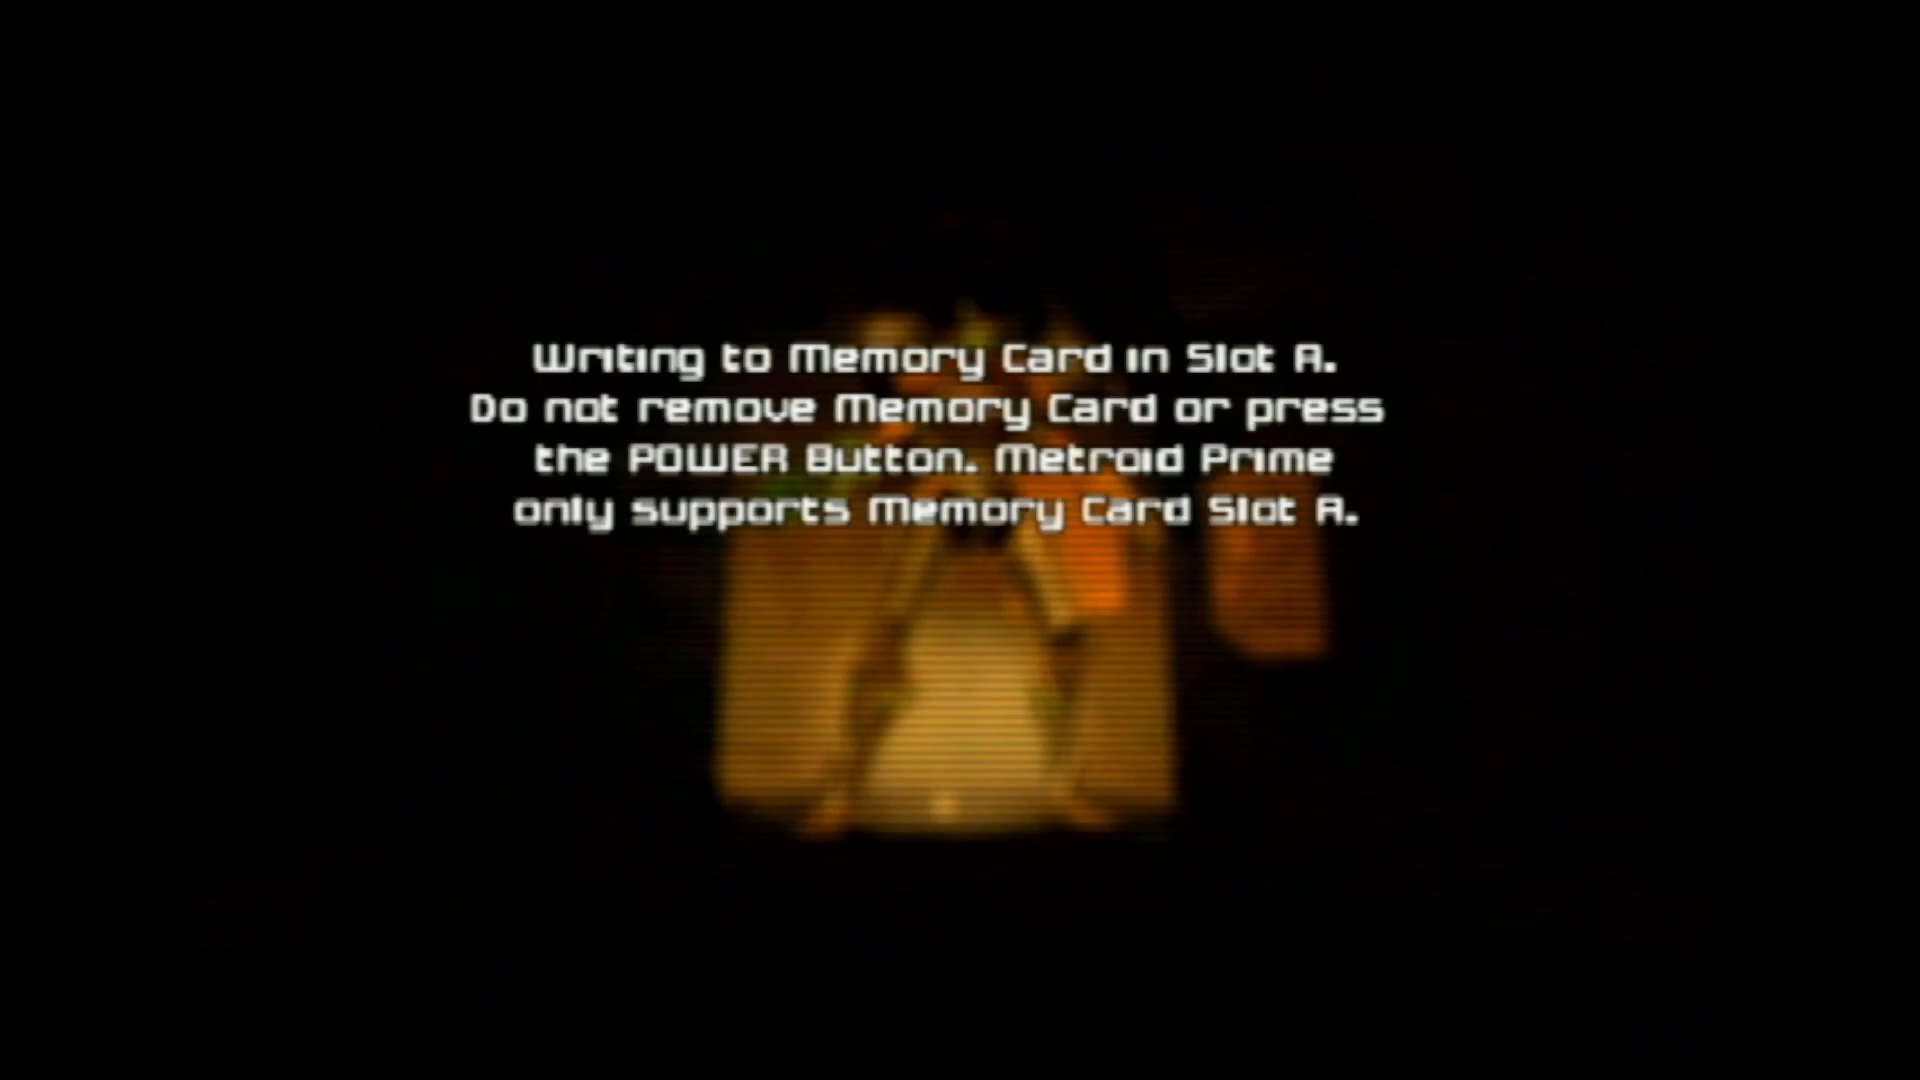 Writing to Memory Card in Slot A.
Do not remove Memory Card or press
the POWER Button. Metroid Prime
only supports Memory Card Slot A.